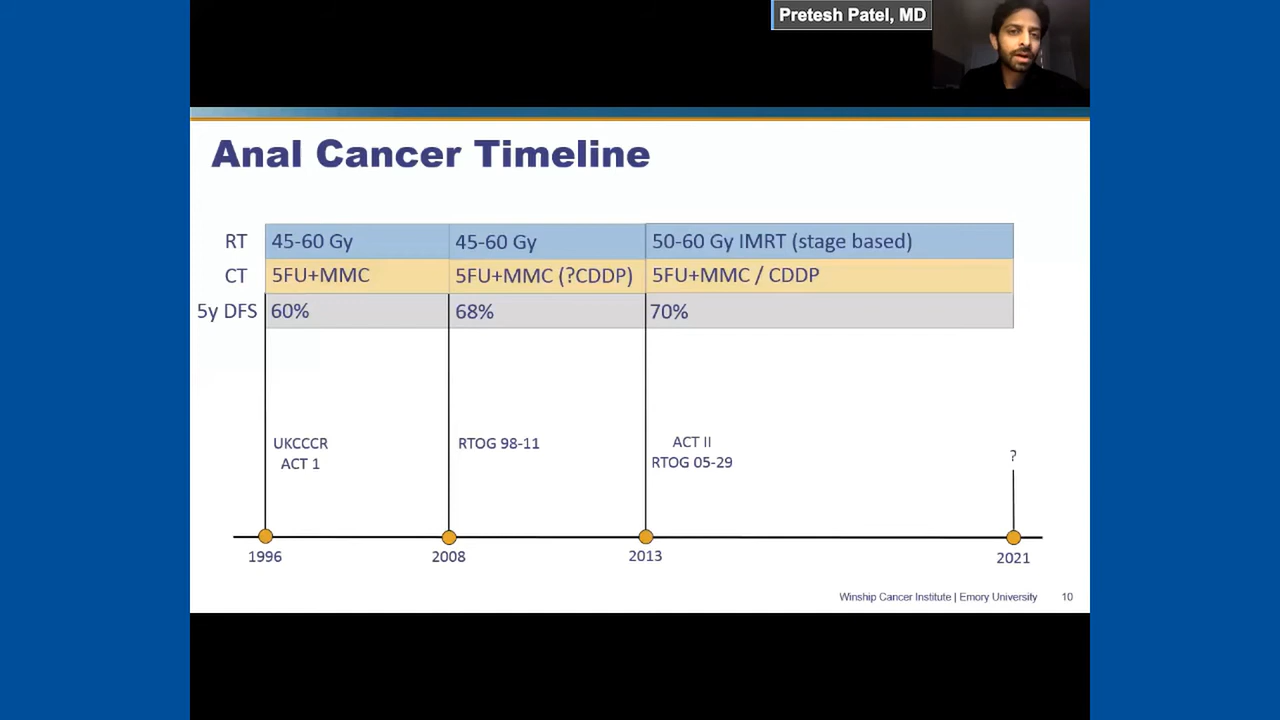 Pretesh Patel, MD
Anal Cancer Timeline
RT 45-60 Gy 45-60 Gy 50-60 Gy IMRT (stage based)
CT 5FU+MMC 5FU+MMC (?CDDP) 5FU+MMC / CDDP
5y DFS 60% 68% 70%
UKCCCR
ACT 1
RTOG 98-11
ACT II
RTOG 05-29
?
1996 2008 2013 2021
Winship Cancer Institute | Emory University 10